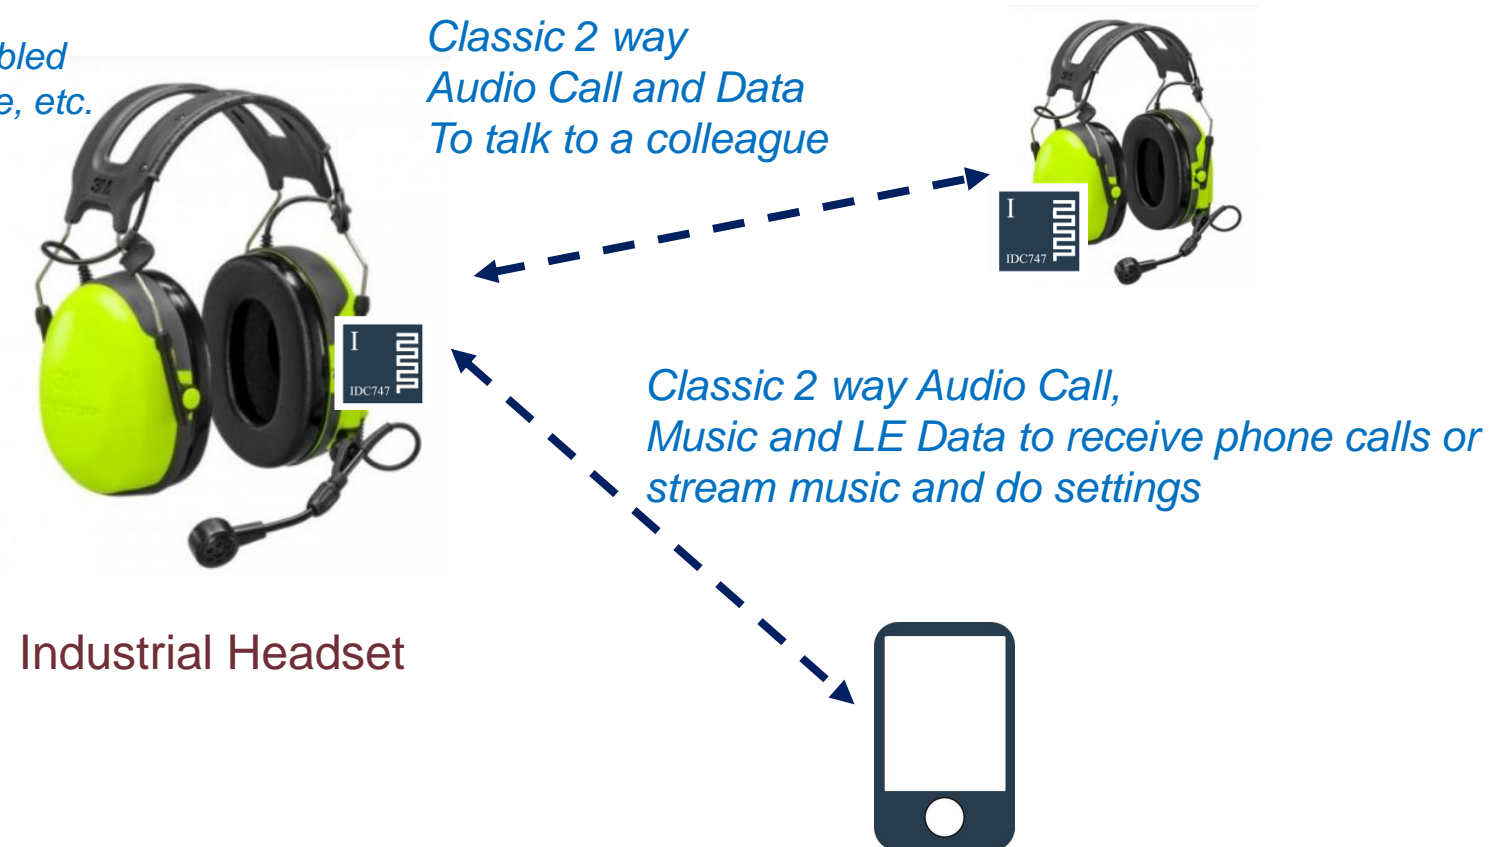 e, etc.
Classic 2 way
Audio Call and Data
To talk to a colleague
I
IDC747
I
IDC747
Classic 2 way Audio Call,
Music and LE Data to receive phone calls or
stream music and do settings
Industrial Headset